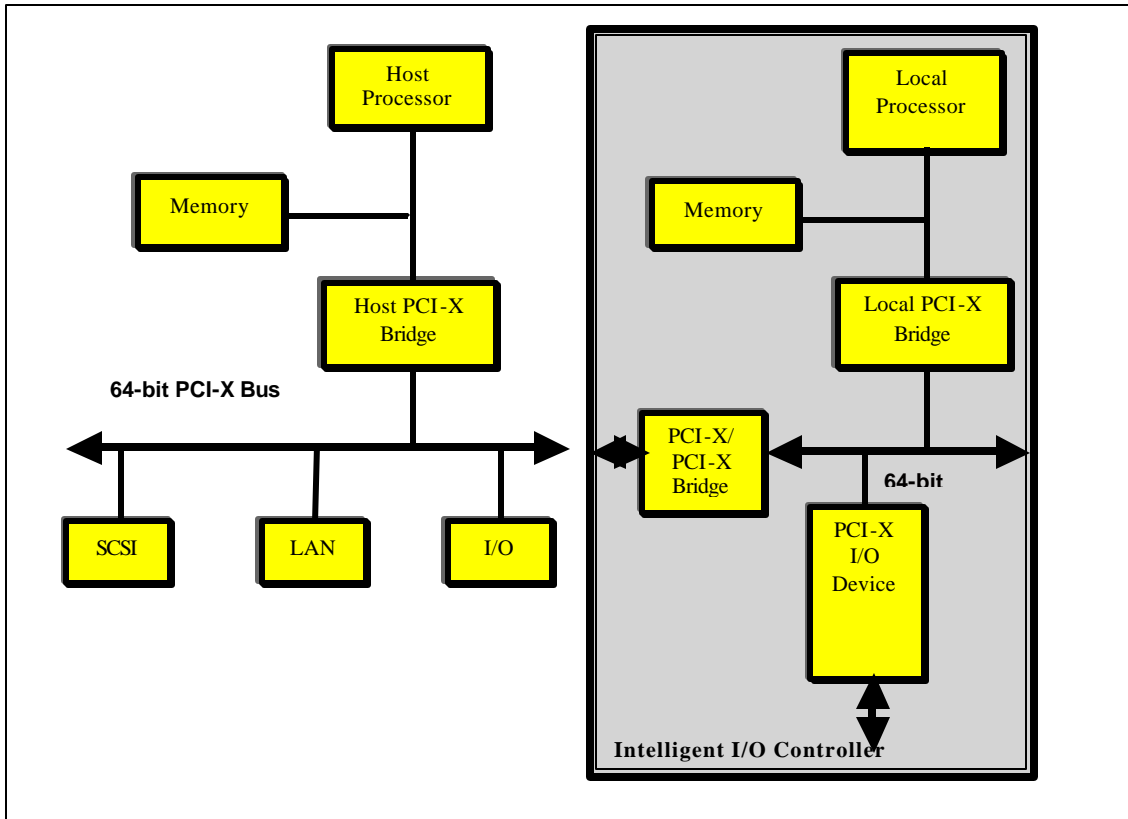 Host
Processor
Memory
Host PCI-X
Bridge
64-bit PCI-X Bus
SCSI
LAN
I/O
Local
Processor
Memory
Local PCI-X
Bridge
PCI-X/
PCI-X
Bridge
64-bit
PCI-X
I/O
Device
Intelligent I/O Controller